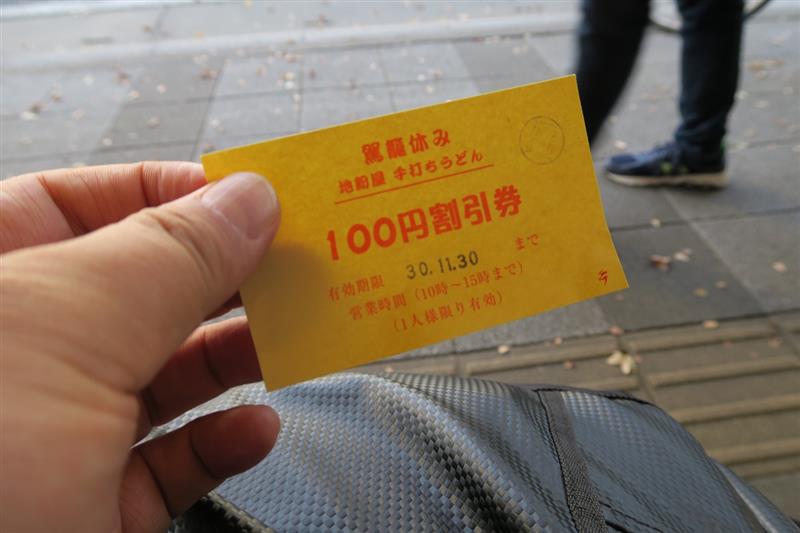 駕籠休み
地粉屋 手打ちうどん
100円割引券
有効期限 30.11.30 まで
営業時間（10時～15時まで）
（1人様限り有効）